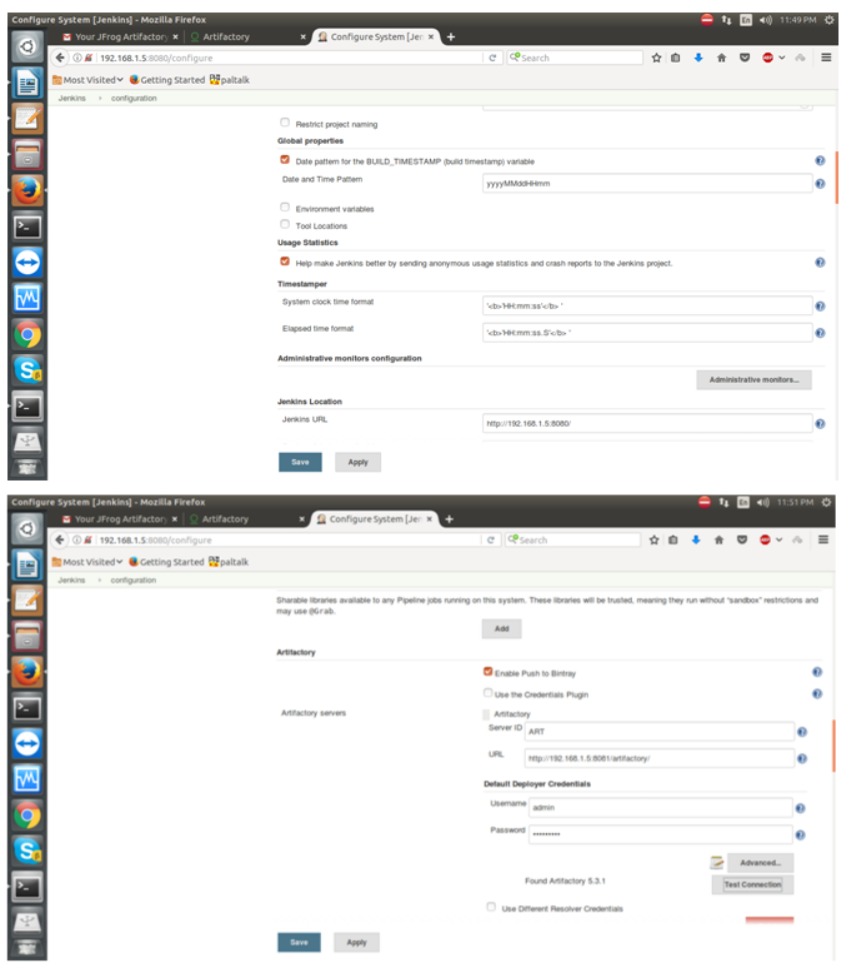 Configure System [Jenkins] - Mozilla Firefox
En 11:49 PM
Your JFrog Artifactory × Artifactory × Configure System [Jen × +
192.168.1.5:8080/configure Search
Most Visited Getting Started paltalk
Jenkins › configuration
Restrict project naming
Global properties
Date pattern for the BUILD_TIMESTAMP (build timestamp) variable
Date and Time Pattern yyyyMMddHHmm
Environment variables
Tool Locations
Usage Statistics
Help make Jenkins better by sending anonymous usage statistics and crash reports to the Jenkins project.
Timestamper
System clock time format '<b>'HH:mm:ss'</b> '
Elapsed time format '<b>'HH:mm:ss.S'</b> '
Administrative monitors configuration
Administrative monitors...
Jenkins Location
Jenkins URL http://192.168.1.5:8080/
Save Apply
Configure System [Jenkins] - Mozilla Firefox
En 11:51 PM
Your JFrog Artifactory × Artifactory × Configure System [Jen × +
192.168.1.5:8080/configure Search
Most Visited Getting Started paltalk
Jenkins › configuration
Sharable libraries available to any Pipeline jobs running on this system. These libraries will be trusted, meaning they run without "sandbox" restrictions and
may use @Grab.
Add
Artifactory
Enable Push to Bintray
Use the Credentials Plugin
Artifactory servers Artifactory
Server ID ART
URL http://192.168.1.5:8081/artifactory/
Default Deployer Credentials
Username admin
Password •••••••••
Advanced...
Found Artifactory 5.3.1 Test Connection
Use Different Resolver Credentials
Save Apply